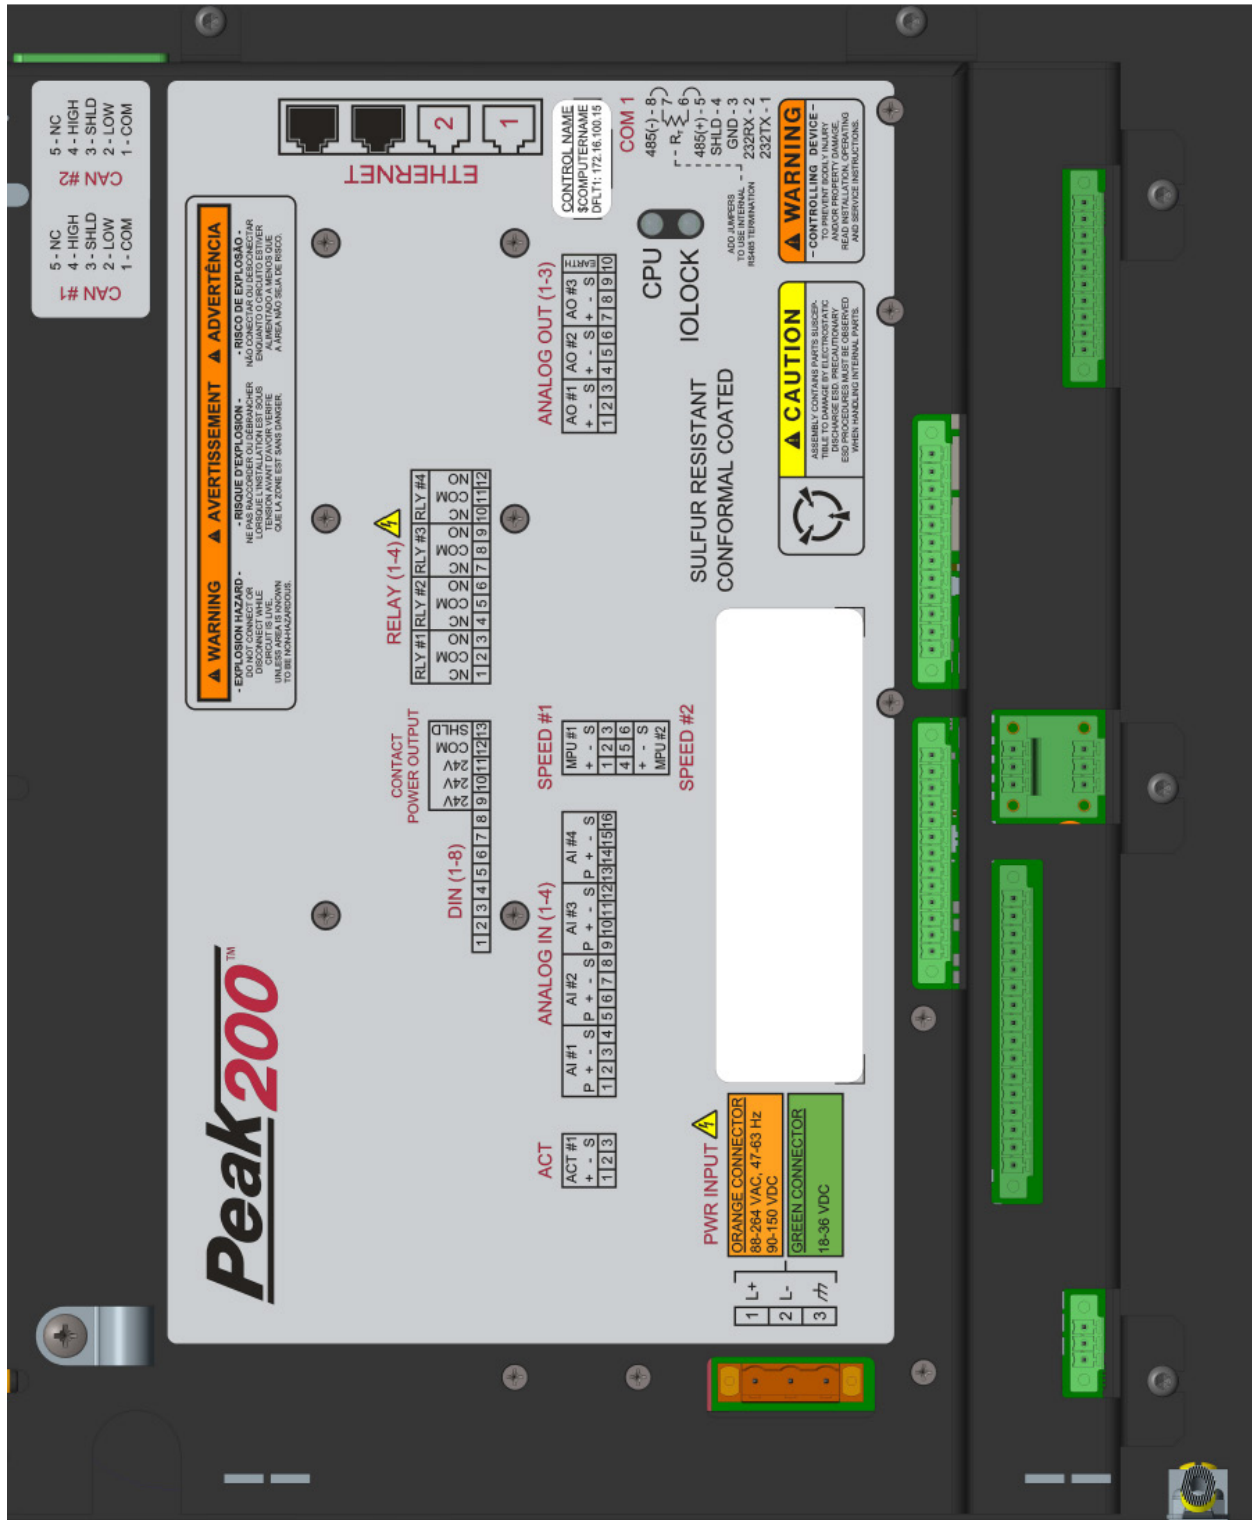 5 - NC
4 - HIGH
3 - SHLD
2 - LOW
1 - COM
CAN #1
5 - NC
4 - HIGH
3 - SHLD
2 - LOW
1 - COM
CAN #2
Peak200™
WARNING
AVERTISSEMENT
ADVERTÊNCIA
- EXPLOSION HAZARD -
DO NOT CONNECT OR
DISCONNECT WHILE
CIRCUIT IS LIVE,
UNLESS AREA IS KNOWN
TO BE NON-HAZARDOUS.
- RISQUE D'EXPLOSION -
NE PAS RACCORDER OU DÉBRANCHER
LORSQUE L'INSTALLATION EST SOUS
TENSION AVANT D'AVOIR VERIFIE
QUE LA ZONE EST SANS DANGER.
- RISCO DE EXPLOSÃO -
NÃO CONECTAR OU DESCONECTAR
ENQUANTO O CIRCUITO ESTIVER
ALIMENTADO A MENOS QUE
A ÁREA NÃO SEJA DE RISCO.
ETHERNET
2
1
CONTACT
POWER OUTPUT
24V 24V 24V COM SHLD
DIN (1-8)
1 2 3 4 5 6 7 8 9 10 11 12 13
RELAY (1-4)
RLY #1 RLY #2 RLY #3 RLY #4
NC COM NO NC COM NO NC COM NO NC COM NO
1 2 3 4 5 6 7 8 9 10 11 12
ACT
ACT #1
+ - S
1 2 3
ANALOG IN (1-4)
AI #1 AI #2 AI #3 AI #4
P + - S P + - S P + - S P + - S
1 2 3 4 5 6 7 8 9 10 11 12 13 14 15 16
SPEED #1
MPU #1
+ - S
1 2 3
4 5 6
+ - S
MPU #2
SPEED #2
ANALOG OUT (1-3)
AO #1 AO #2 AO #3 EARTH
+ - S + - S + - S
1 2 3 4 5 6 7 8 9 10
CONTROL NAME
$COMPUTERNAME
DFLT1: 172.16.100.15
COM 1
485(-) - 8
7
RT
6
485(+) - 5
SHLD - 4
GND - 3
232RX - 2
232TX - 1
ADD JUMPERS
TO USE INTERNAL
RS485 TERMINATION
CPU
IOLOCK
SULFUR RESISTANT
CONFORMAL COATED
PWR INPUT
ORANGE CONNECTOR
88-264 VAC, 47-63 Hz
90-150 VDC
GREEN CONNECTOR
18-36 VDC
1 L+
2 L-
3
CAUTION
ASSEMBLY CONTAINS PARTS SUSCEP-
TIBLE TO DAMAGE BY ELECTROSTATIC
DISCHARGE ESD. PRECAUTIONARY
ESD PROCEDURES MUST BE OBSERVED
WHEN HANDLING INTERNAL PARTS.
WARNING
- CONTROLLING DEVICE -
TO PREVENT BODILY INJURY
AND/OR PROPERTY DAMAGE,
READ INSTALLATION, OPERATING
AND SERVICE INSTRUCTIONS.